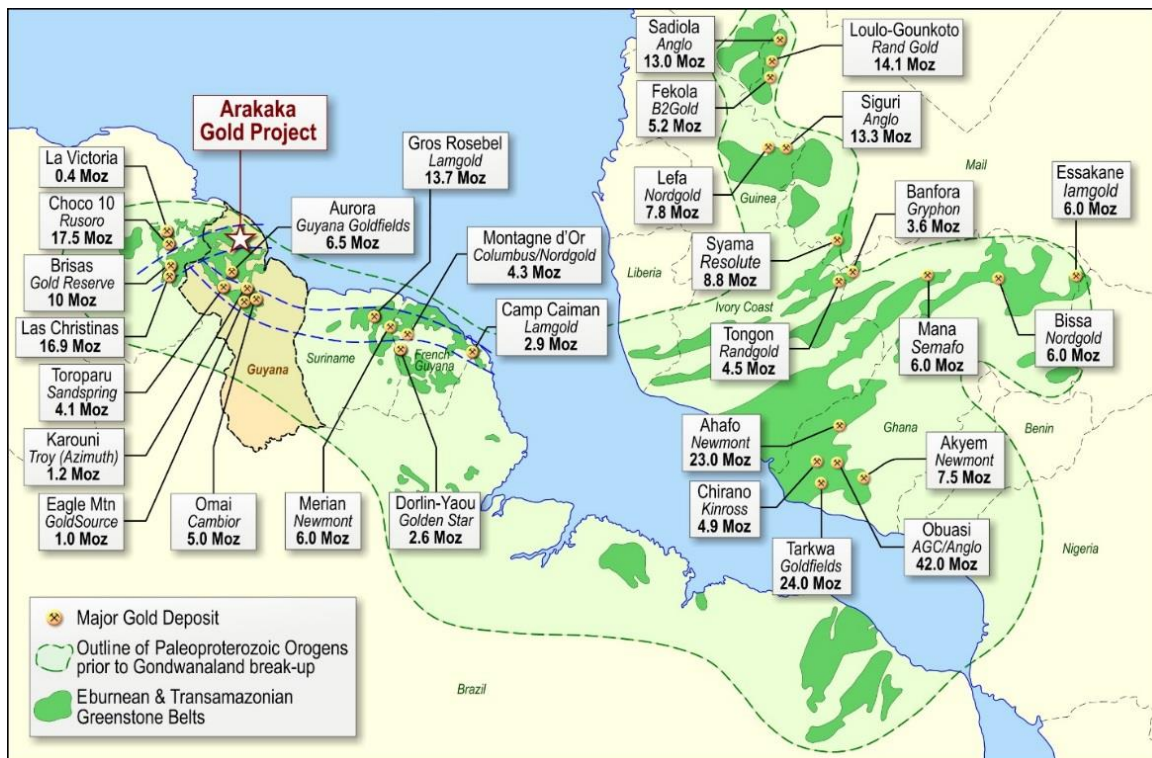 Arakaka
Gold Project
La Victoria
0.4 Moz
Choco 10
Rusoro
17.5 Moz
Brisas
Gold Reserve
10 Moz
Las Christinas
16.9 Moz
Toroparu
Sandspring
4.1 Moz
Karouni
Troy (Azimuth)
1.2 Moz
Eagle Mtn
GoldSource
1.0 Moz
Omai
Cambior
5.0 Moz
Aurora
Guyana Goldfields
6.5 Moz
Gros Rosebel
Lamgold
13.7 Moz
Montagne d'Or
Columbus/Nordgold
4.3 Moz
Camp Caiman
Lamgold
2.9 Moz
Merian
Newmont
6.0 Moz
Dorlin-Yaou
Golden Star
2.6 Moz
Guyana
Suriname
French
Guyana
Brazil
Sadiola
Anglo
13.0 Moz
Loulo-Gounkoto
Rand Gold
14.1 Moz
Fekola
B2Gold
5.2 Moz
Siguri
Anglo
13.3 Moz
Lefa
Nordgold
7.8 Moz
Guinea
Mail
Banfora
Gryphon
3.6 Moz
Essakane
Iamgold
6.0 Moz
Syama
Resolute
8.8 Moz
Liberia
Ivory Coast
Tongon
Randgold
4.5 Moz
Mana
Semafo
6.0 Moz
Bissa
Nordgold
6.0 Moz
Ahafo
Newmont
23.0 Moz
Ghana
Benin
Akyem
Newmont
7.5 Moz
Chirano
Kinross
4.9 Moz
Obuasi
AGC/Anglo
42.0 Moz
Tarkwa
Goldfields
24.0 Moz
Nigeria
Major Gold Deposit
Outline of Paleoproterozoic Orogens
prior to Gondwanaland break-up
Eburnean & Transamazonian
Greenstone Belts